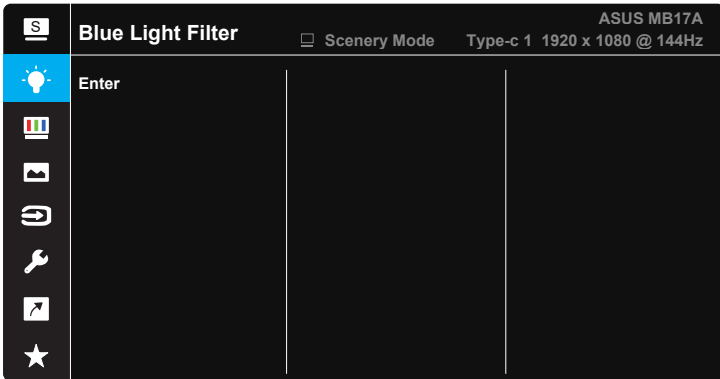 S
Blue Light Filter
ASUS MB17A
Scenery Mode Type-c 1 1920 x 1080 @ 144Hz
Enter